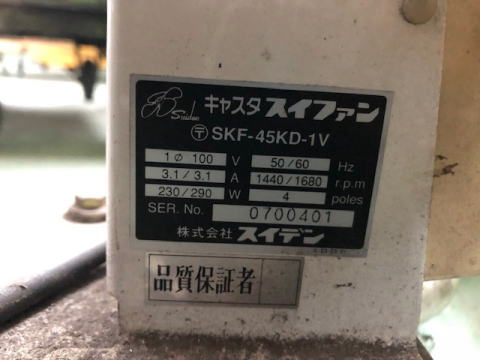 Suiden キャスタ スイファン
〒 SKF-45KD-1V
1Φ 100 V 50/60 Hz
3.1/3.1 A 1440/1680 r.p.m
230/290 W 4 poles
SER. No. 0700401
株式会社 スイデン
品質保証者